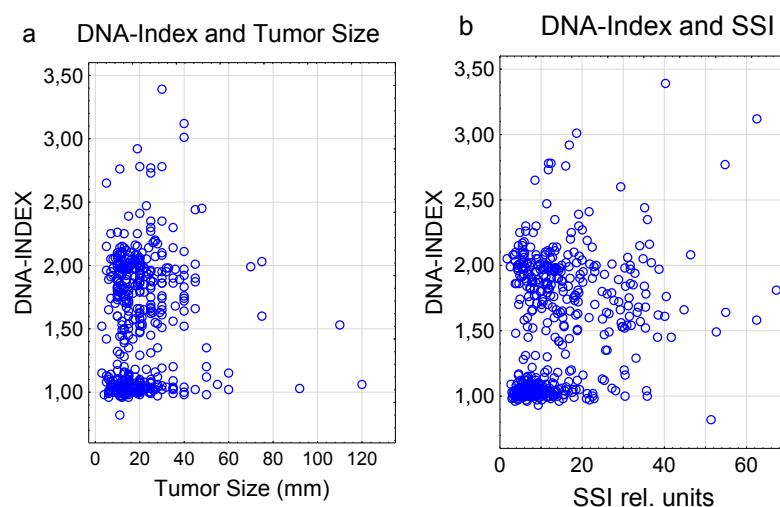 a DNA-Index and Tumor Size
3,50
3,00
2,50
2,00
1,50
1,00
DNA-INDEX
0 20 40 60 80 100 120
Tumor Size (mm)
b DNA-Index and SSI
3,50
3,00
2,50
2,00
1,50
1,00
DNA-INDEX
0 20 40 60
SSI rel. units